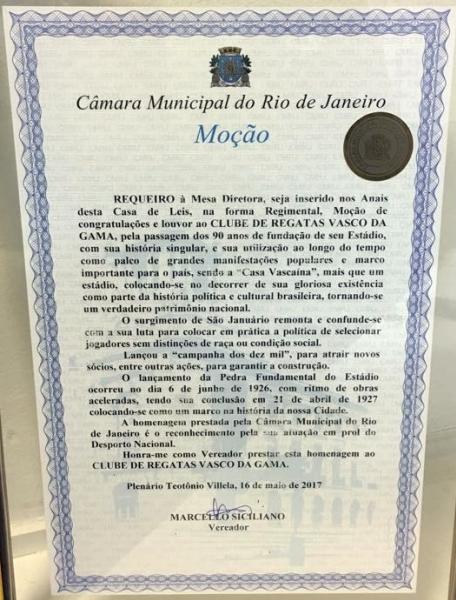 Câmara Municipal do Rio de Janeiro
Moção
REQUEIRO à Mesa Diretora, seja inserido nos Anais
desta Casa de Leis, na forma Regimental, Moção de
congratulações e louvor ao CLUBE DE REGATAS VASCO DA
GAMA, pela passagem dos 90 anos de fundação de seu Estádio,
com sua história singular, e sua utilização ao longo do tempo
como palco de grandes manifestações populares e marco
importante para o país, sendo a “Casa Vascaína”, mais que um
estádio, colocando-se no decorrer de sua gloriosa existência
como parte da história política e cultural brasileira, tornando-se
um verdadeiro patrimônio nacional.
O surgimento de São Januário remonta e confunde-se
com a sua luta para colocar em prática a política de selecionar
jogadores sem distinções de raça ou condição social.
Lançou a “campanha dos dez mil”, para atrair novos
sócios, entre outras ações, para garantir a construção.
O lançamento da Pedra Fundamental do Estádio
ocorreu no dia 6 de junho de 1926, com ritmo de obras
aceleradas, tendo sua conclusão em 21 de abril de 1927
colocando-se como um marco na história da nossa Cidade.
A homenagem prestada pela Câmara Municipal do Rio
de Janeiro é o reconhecimento pela sua atuação em prol do
Desporto Nacional.
Honra-me como Vereador prestar esta homenagem ao
CLUBE DE REGATAS VASCO DA GAMA.
Plenário Teotônio Villela, 16 de maio de 2017
MARCELLO SICILIANO
Vereador